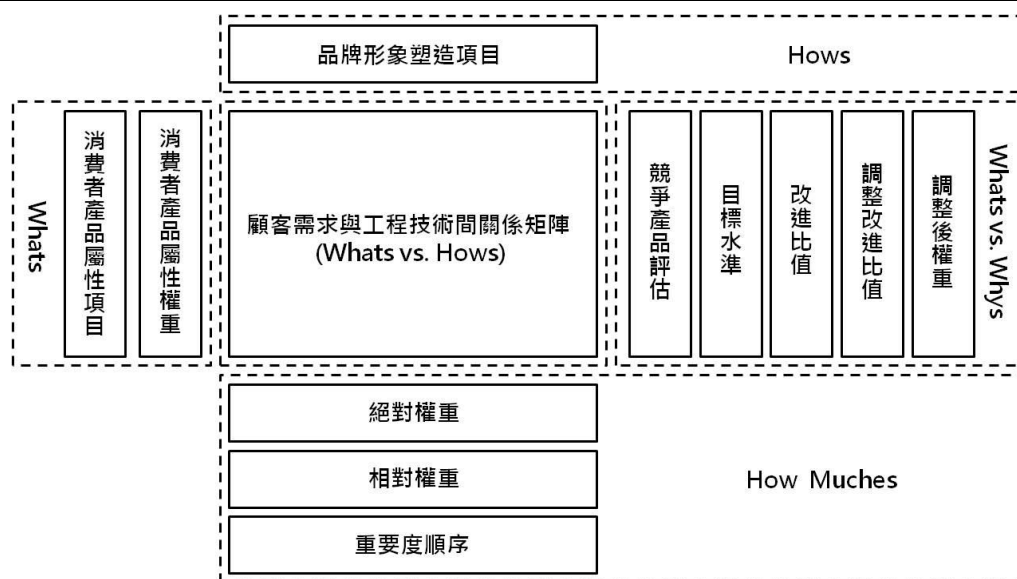 品牌形象塑造項目
Hows
Whats
消費者產品屬性項目
消費者產品屬性權重
顧客需求與工程技術間關係矩陣
(Whats vs. Hows)
競爭產品評估
目標水準
改進比值
調整改進比值
調整後權重
Whats vs. Whys
絕對權重
相對權重
重要度順序
How Muches